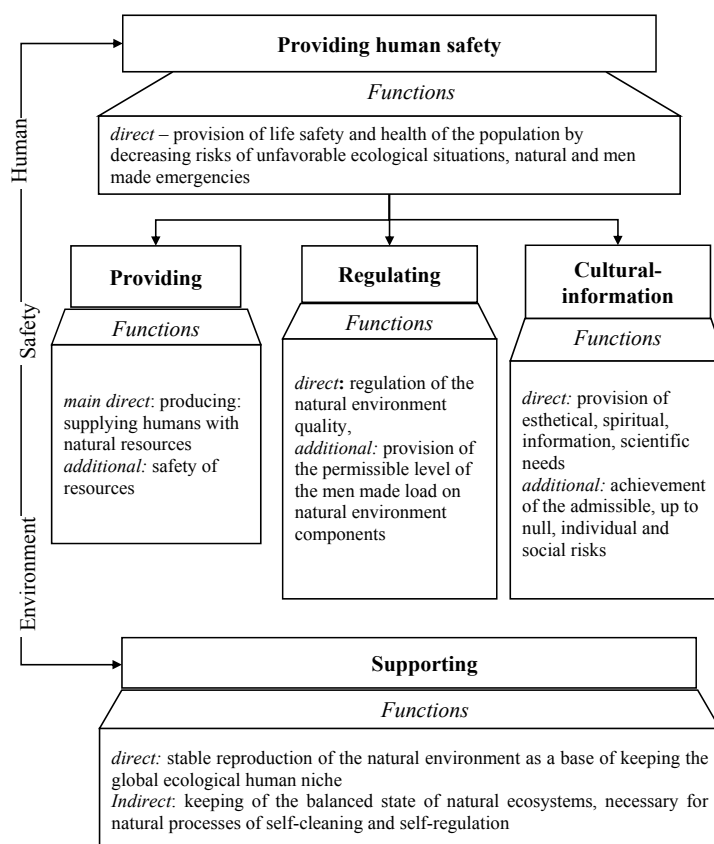 Providing human safety
Functions
direct – provision of life safety and health of the population by
decreasing risks of unfavorable ecological situations, natural and men
made emergencies
Human
Safety
Environment
Providing
Functions
main direct: producing:
supplying humans with
natural resources
additional: safety of
resources
Regulating
Functions
direct: regulation of the
natural environment
quality,
additional: provision of
the permissible level of
the men made load on
natural environment
components
Cultural-
information
Functions
direct: provision of
esthetical, spiritual,
information, scientific
needs
additional: achievement
of the admissible, up to
null, individual and
social risks
Supporting
Functions
direct: stable reproduction of the natural environment as a base of keeping the
global ecological human niche
Indirect: keeping of the balanced state of natural ecosystems, necessary for
natural processes of self-cleaning and self-regulation